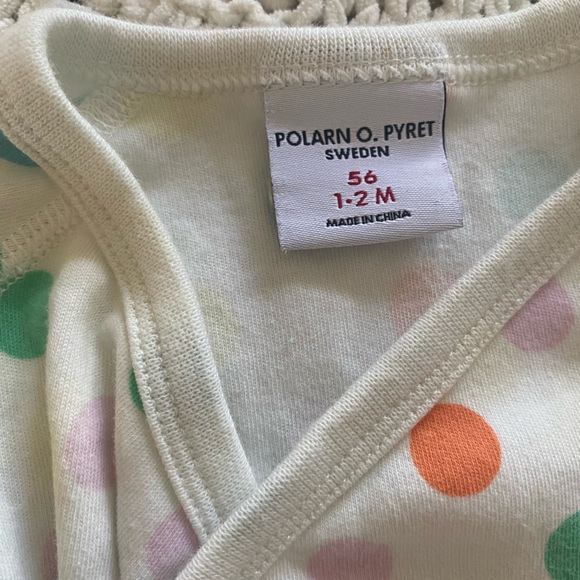 POLARN O. PYRET
SWEDEN
56
1-2 M
MADE IN CHINA